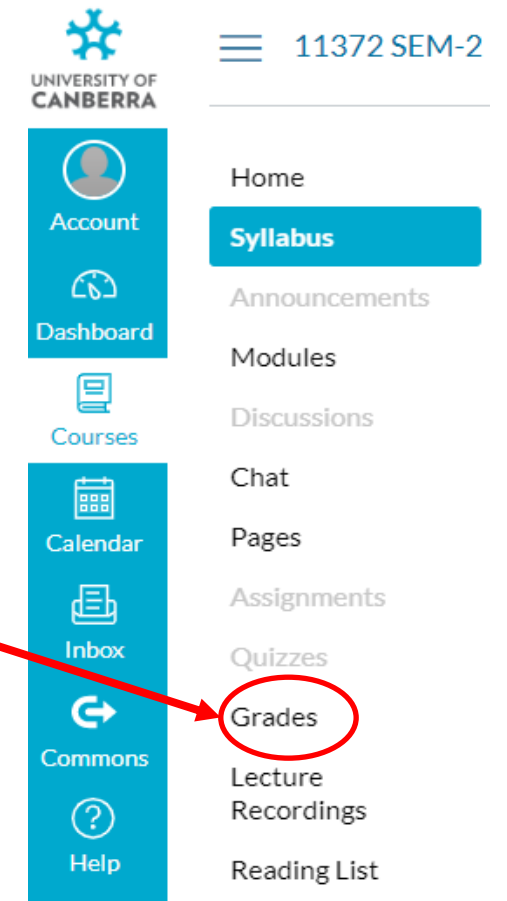 UNIVERSITY OF
CANBERRA
11372 SEM-2
Account
Dashboard
Courses
Calendar
Inbox
Commons
Help
Home
Syllabus
Announcements
Modules
Discussions
Chat
Pages
Assignments
Quizzes
Grades
Lecture
Recordings
Reading List